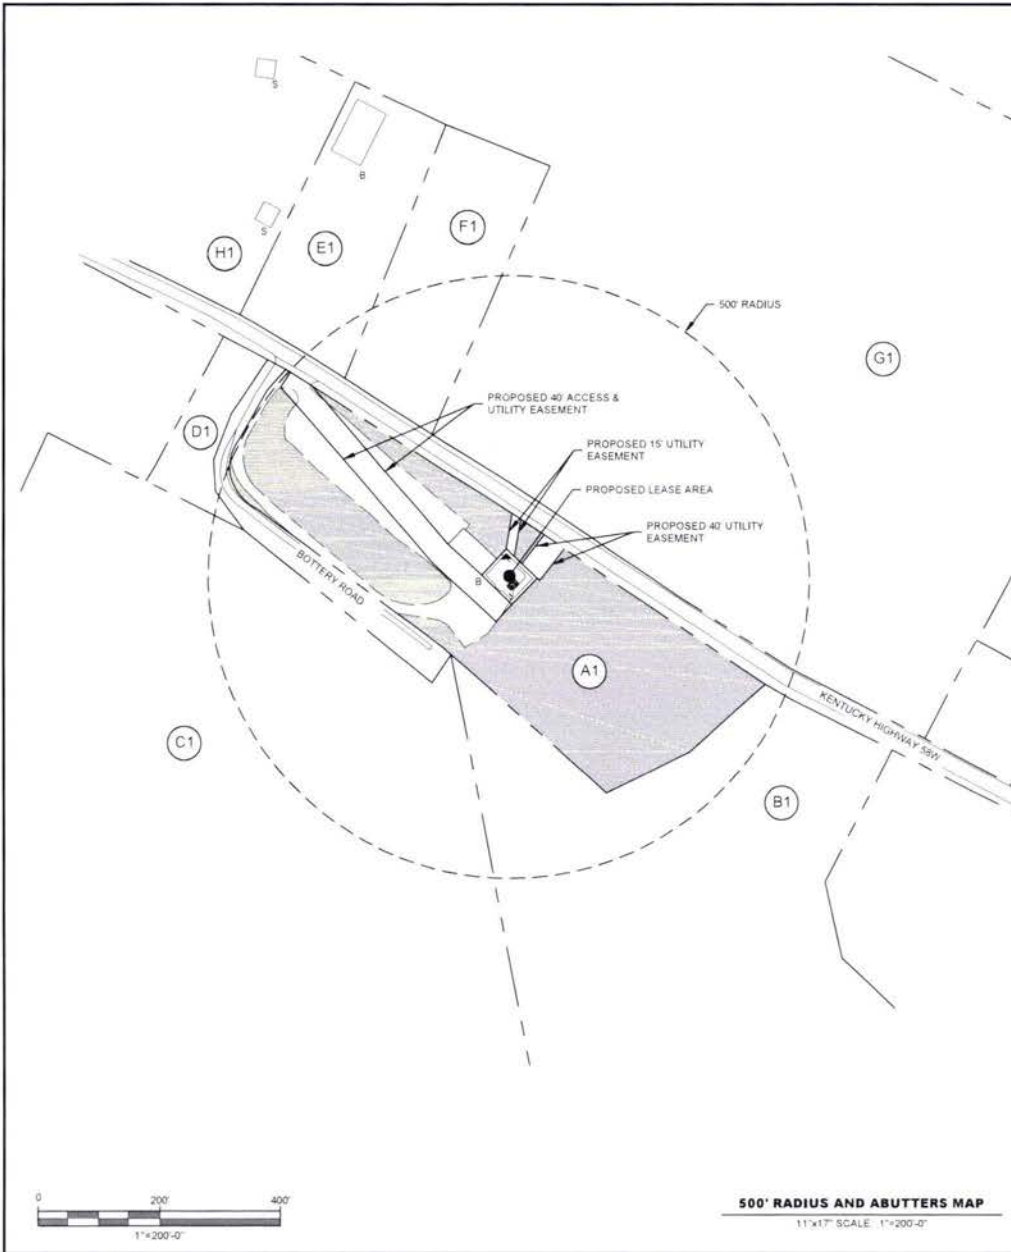 S
B
S
F1
E1
H1
500' RADIUS
G1
PROPOSED 40' ACCESS &
UTILITY EASEMENT
D1
PROPOSED 15' UTILITY
EASEMENT
PROPOSED LEASE AREA
PROPOSED 40' UTILITY
EASEMENT
BOTTERY ROAD
B
A1
KENTUCKY HIGHWAY 58W
C1
B1
0
200'
400'
1"=200'-0"
500' RADIUS AND ABUTTERS MAP
11"x17" SCALE 1"=200'-0"